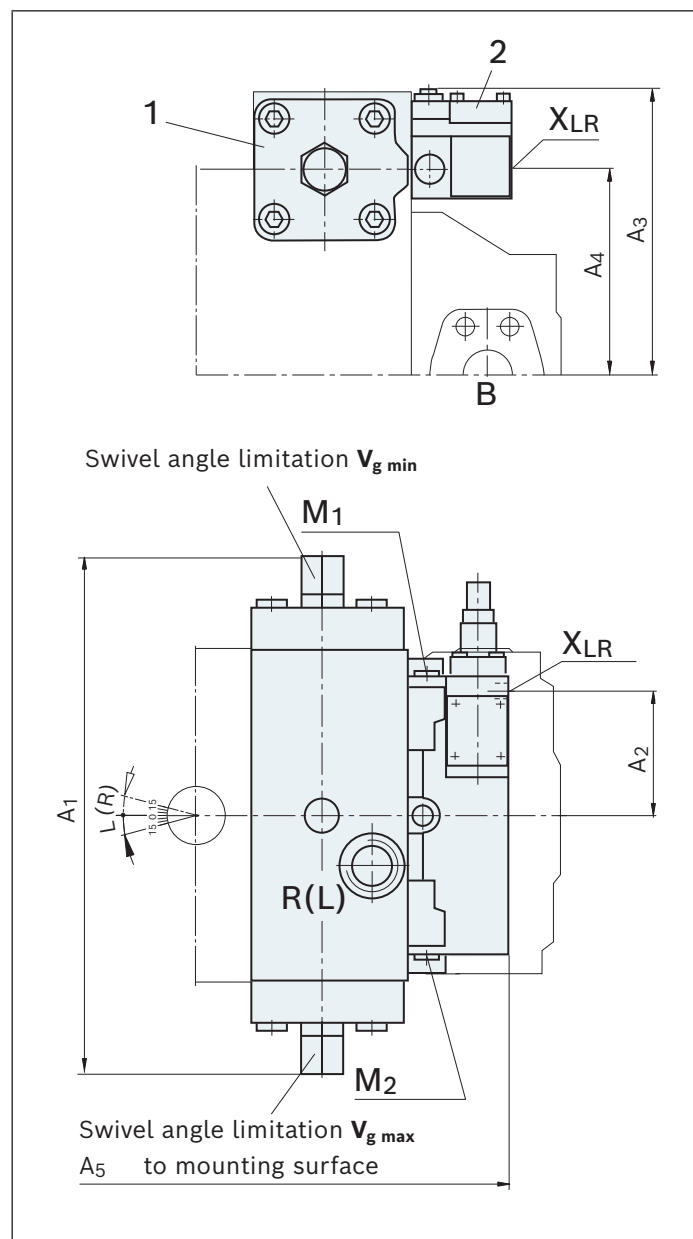 1
2
XLR
A3
A4
B
Swivel angle limitation Vg min
M1
XLR
A2
A1
L (R)
15 0 15
R(L)
M2
Swivel angle limitation Vg max
A5 to mounting surface